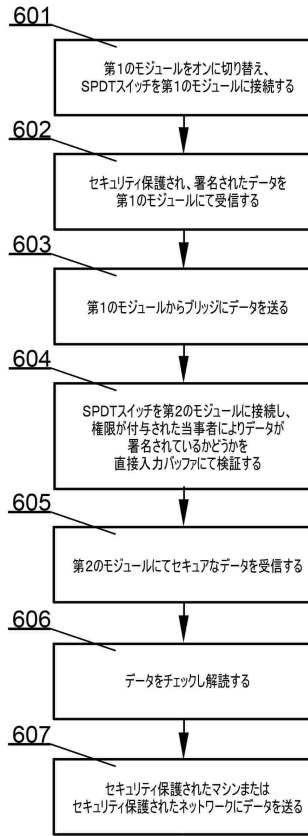 601
第1のモジュールをオンに切り替え、
SPDTスイッチを第1のモジュールに接続する
602
セキュリティ保護され、署名されたデータを
第1のモジュールにて受信する
603
第1のモジュールからブリッジにデータを送る
604
SPDTスイッチを第2のモジュールに接続し、
権限が付与された当事者によりデータが
署名されているかどうかを
直接入力バッファにて検証する
605
第2のモジュールにてセキュアなデータを受信する
606
データをチェックし解読する
607
セキュリティ保護されたマシンまたは
セキュリティ保護されたネットワークにデータを送る